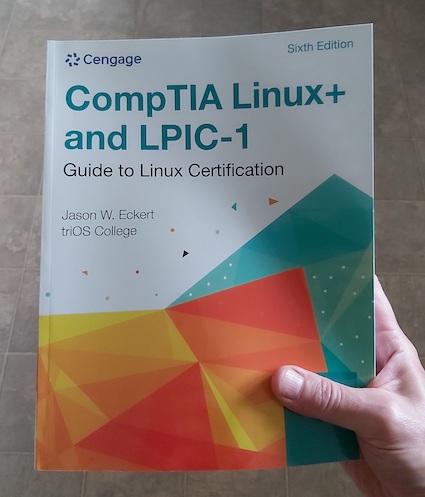 Sixth Edition
Cengage
CompTIA Linux+
and LPIC-1
Guide to Linux Certification
Jason W. Eckert
triOS College